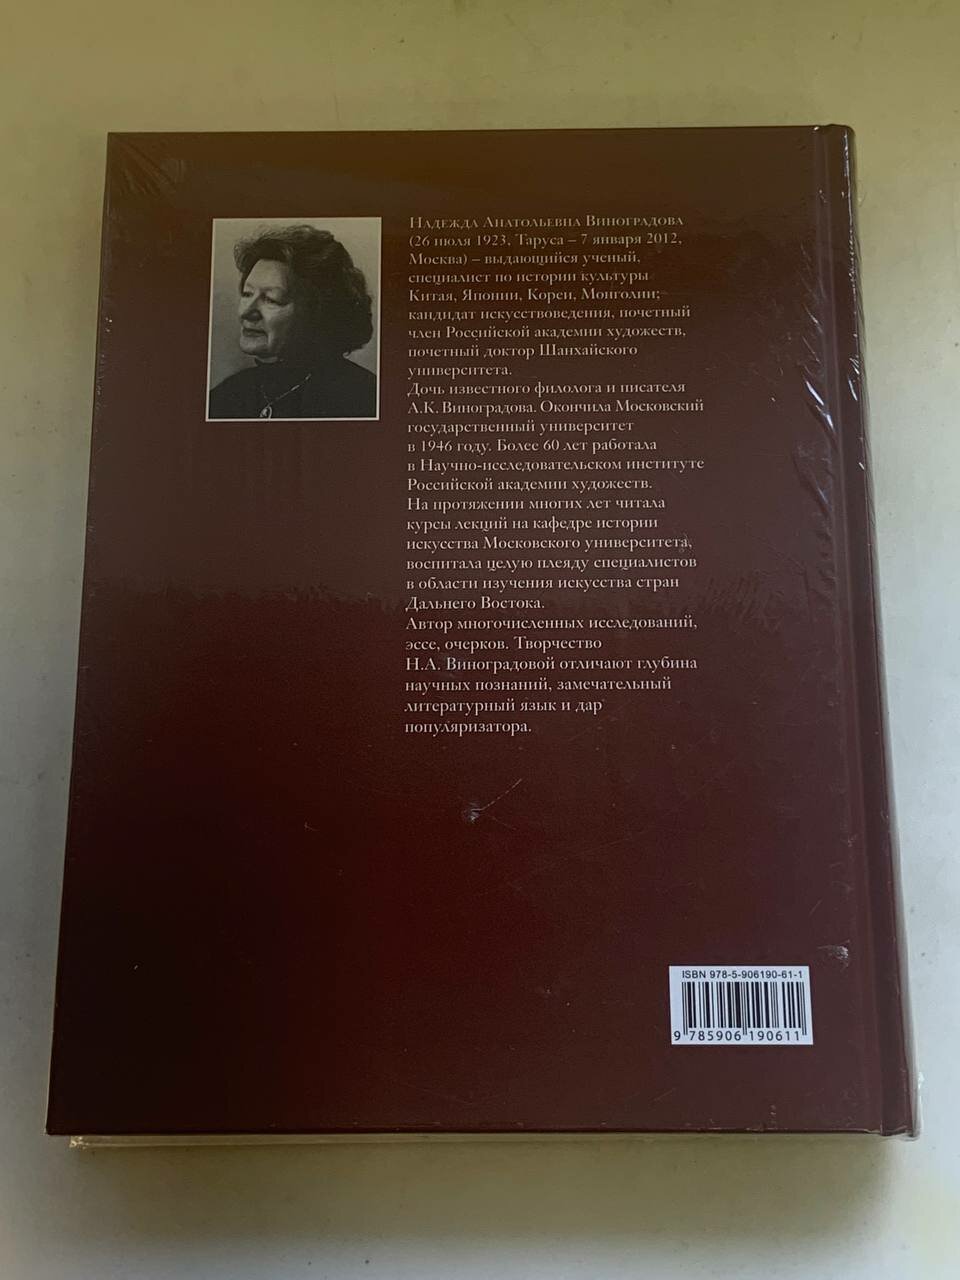 Надежда Анатольевна Виноградова
(26 июля 1923, Таруса – 7 января 2012,
Москва) – выдающийся ученый,
специалист по истории культуры
Китая, Японии, Кореи, Монголии;
кандидат искусствоведения, почетный
член Российской академии художеств,
почетный доктор Шанхайского
университета.
Дочь известного филолога и писателя
А.К. Виноградова. Окончила Московский
государственный университет
в 1946 году. Более 60 лет работала
в Научно-исследовательском институте
Российской академии художеств.
На протяжении многих лет читала
курсы лекций на кафедре истории
искусства Московского университета,
воспитала целую плеяду специалистов
в области изучения искусства стран
Дальнего Востока.
Автор многочисленных исследований,
эссе, очерков. Творчество
Н.А. Виноградовой отличают глубина
научных познаний, замечательный
литературный язык и дар
популяризатора.
ISBN 978-5-906190-61-1
9 785906 190611